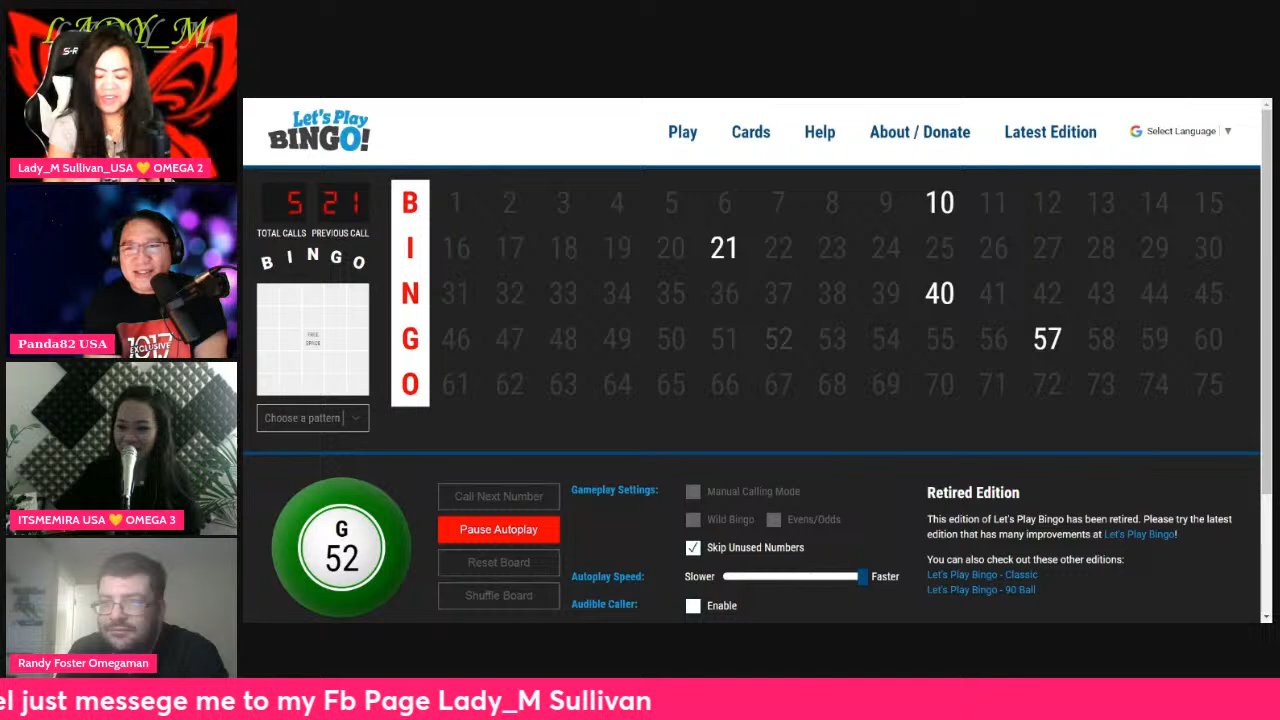 LADY_M
S-R
Lady_M Sullivan_USA 💛 OMEGA 2
1017
EXCLUSIVE
Panda82 USA
ITSMEMIRA USA 💛 OMEGA 3
Randy Foster Omegaman
Let's Play
BINGO!
Play Cards Help About / Donate Latest Edition Select Language ▼
5 21
TOTAL CALLS PREVIOUS CALL
B I N G O
FREE
SPACE
Choose a pattern
B 1 2 3 4 5 6 7 8 9 10 11 12 13 14 15
I 16 17 18 19 20 21 22 23 24 25 26 27 28 29 30
N 31 32 33 34 35 36 37 38 39 40 41 42 43 44 45
G 46 47 48 49 50 51 52 53 54 55 56 57 58 59 60
O 61 62 63 64 65 66 67 68 69 70 71 72 73 74 75
G
52
Call Next Number
Pause Autoplay
Reset Board
Shuffle Board
Gameplay Settings: Manual Calling Mode
Wild Bingo Evens/Odds
Skip Unused Numbers
Autoplay Speed: Slower Faster
Audible Caller: Enable
Retired Edition
This edition of Let's Play Bingo has been retired. Please try the latest
edition that has many improvements at Let's Play Bingo!
You can also check out these other editions:
Let's Play Bingo - Classic
Let's Play Bingo - 90 Ball
el just messege me to my Fb Page Lady_M Sullivan